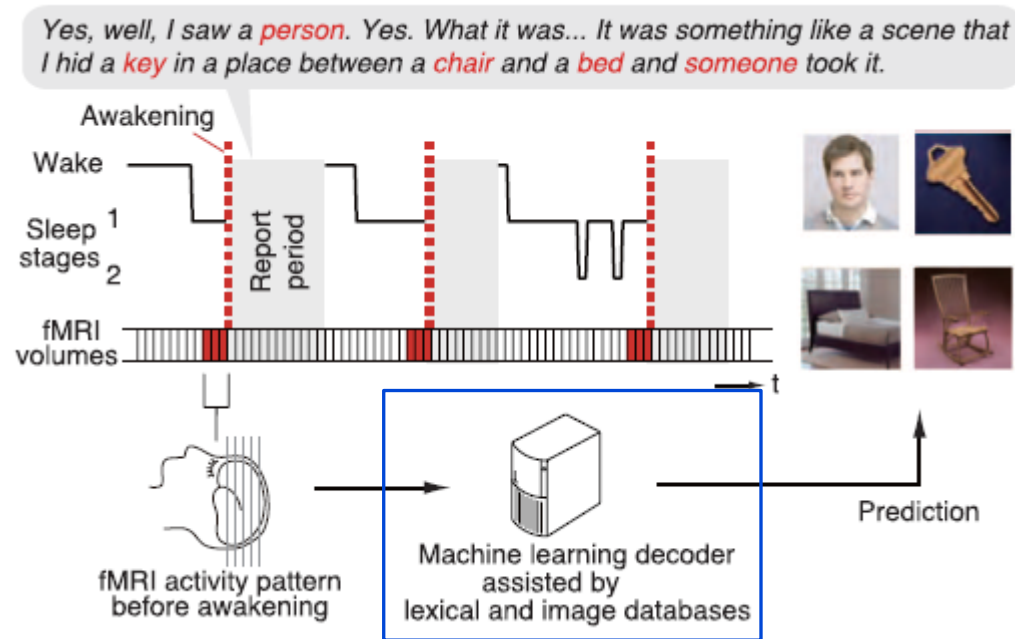 Yes, well, I saw a person. Yes. What it was... It was something like a scene that
I hid a key in a place between a chair and a bed and someone took it.
Awakening
Wake
Sleep
stages
1
2
Report
period
fMRI
volumes
t
fMRI activity pattern
before awakening
Machine learning decoder
assisted by
lexical and image databases
Prediction